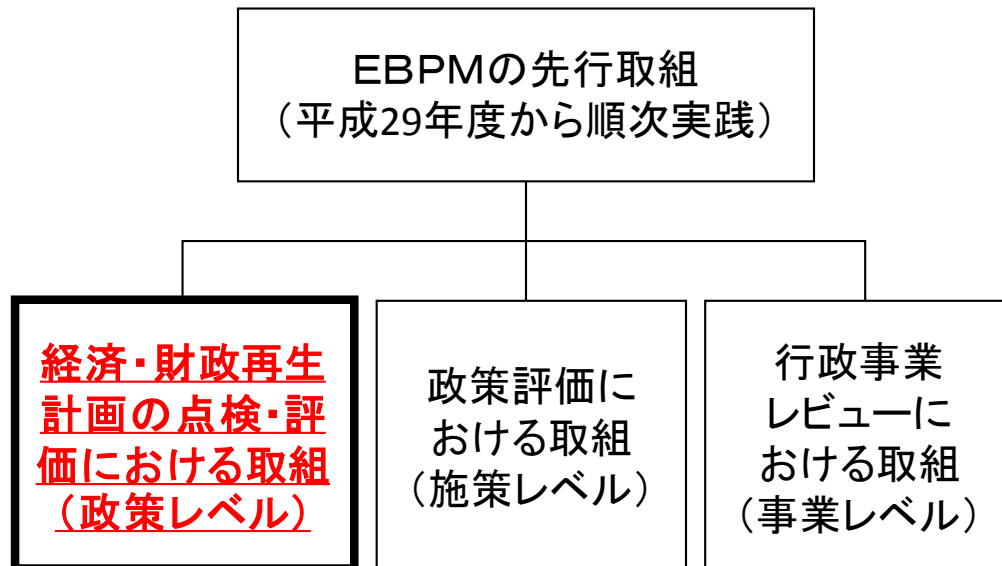 EBPMの先行取組
（平成29年度から順次実践）
経済・財政再生
計画の点検・評
価における取組
（政策レベル）
政策評価に
おける取組
（施策レベル）
行政事業
レビューに
おける取組
（事業レベル）